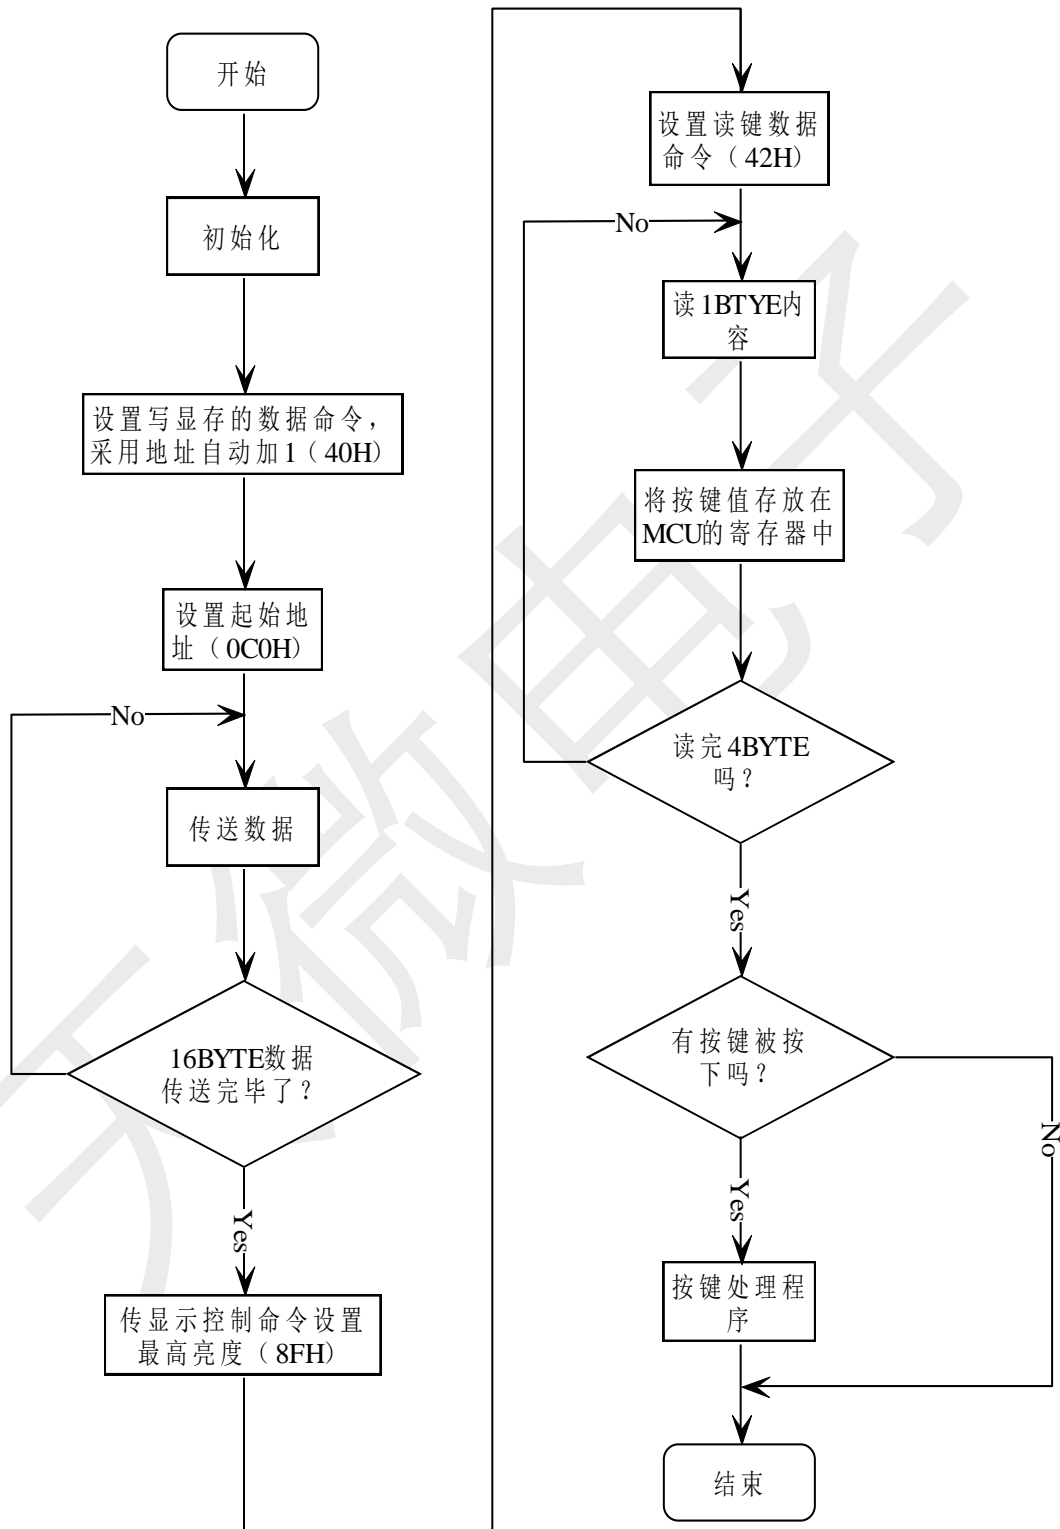 开始
初始化
设置写显存的数据命令，
采用地址自动加1（40H）
设置起始地
址（0C0H）
No
传送数据
16BYTE数据
传送完毕了？
Yes
传显示控制命令设置
最高亮度（8FH）
设置读键数据
命令（42H）
No
读1BTYE内
容
将按键值存放在
MCU的寄存器中
读完4BYTE
吗？
Yes
有按键被按
下吗？
No
Yes
按键处理程
序
结束
天微电子